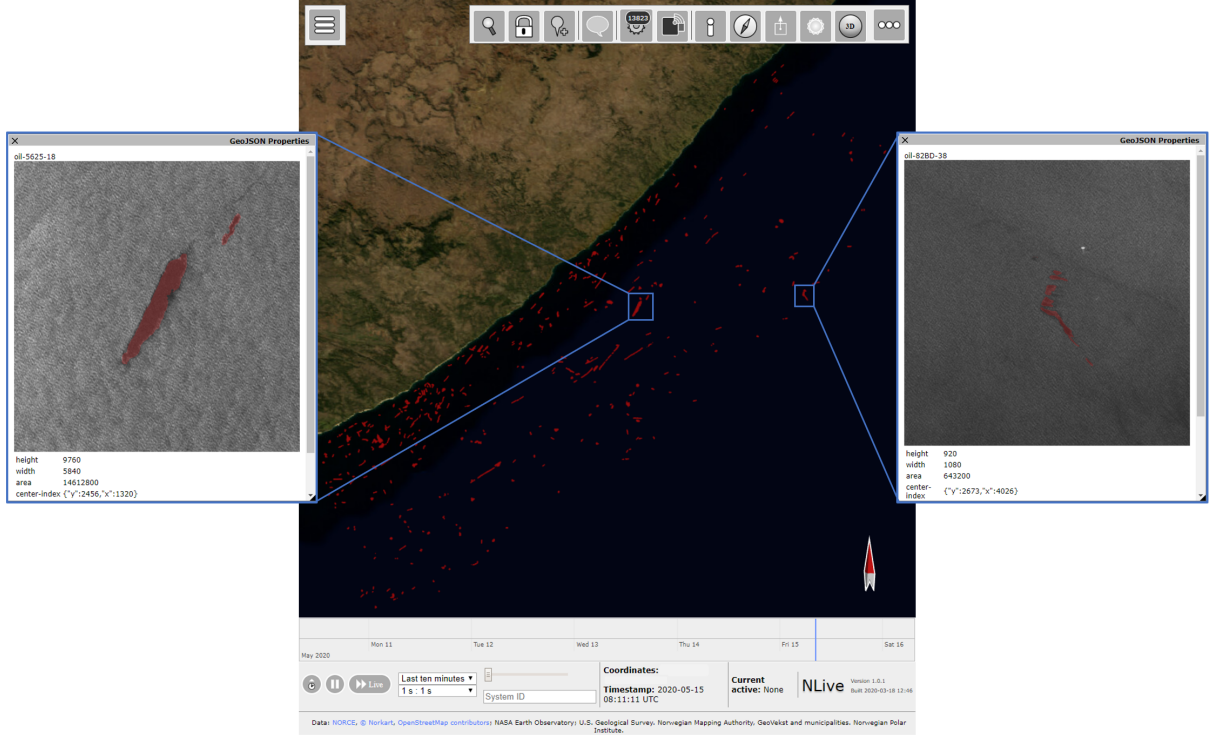 13823
3D
GeoJSON Properties
oil-5625-18
height 9760
width 5840
area 14612800
center-index {"y":2456,"x":1320}
GeoJSON Properties
oil-82BD-38
height 920
width 1080
area 643200
center-
index {"y":2673,"x":4026}
Mon 11 Tue 12 Wed 13 Thu 14 Fri 15 Sat 16
May 2020
Live
Last ten minutes
1 s : 1 s
System ID
Coordinates:
Timestamp: 2020-05-15
08:11:11 UTC
Current
active: None
NLive
Version 1.0.1
Built 2020-03-18 12:46
Data: NORCE, © Norkart, OpenStreetMap contributors; NASA Earth Observatory; U.S. Geological Survey, Norwegian Mapping Authority, GeoVekst and municipalities, Norwegian Polar
Institute.